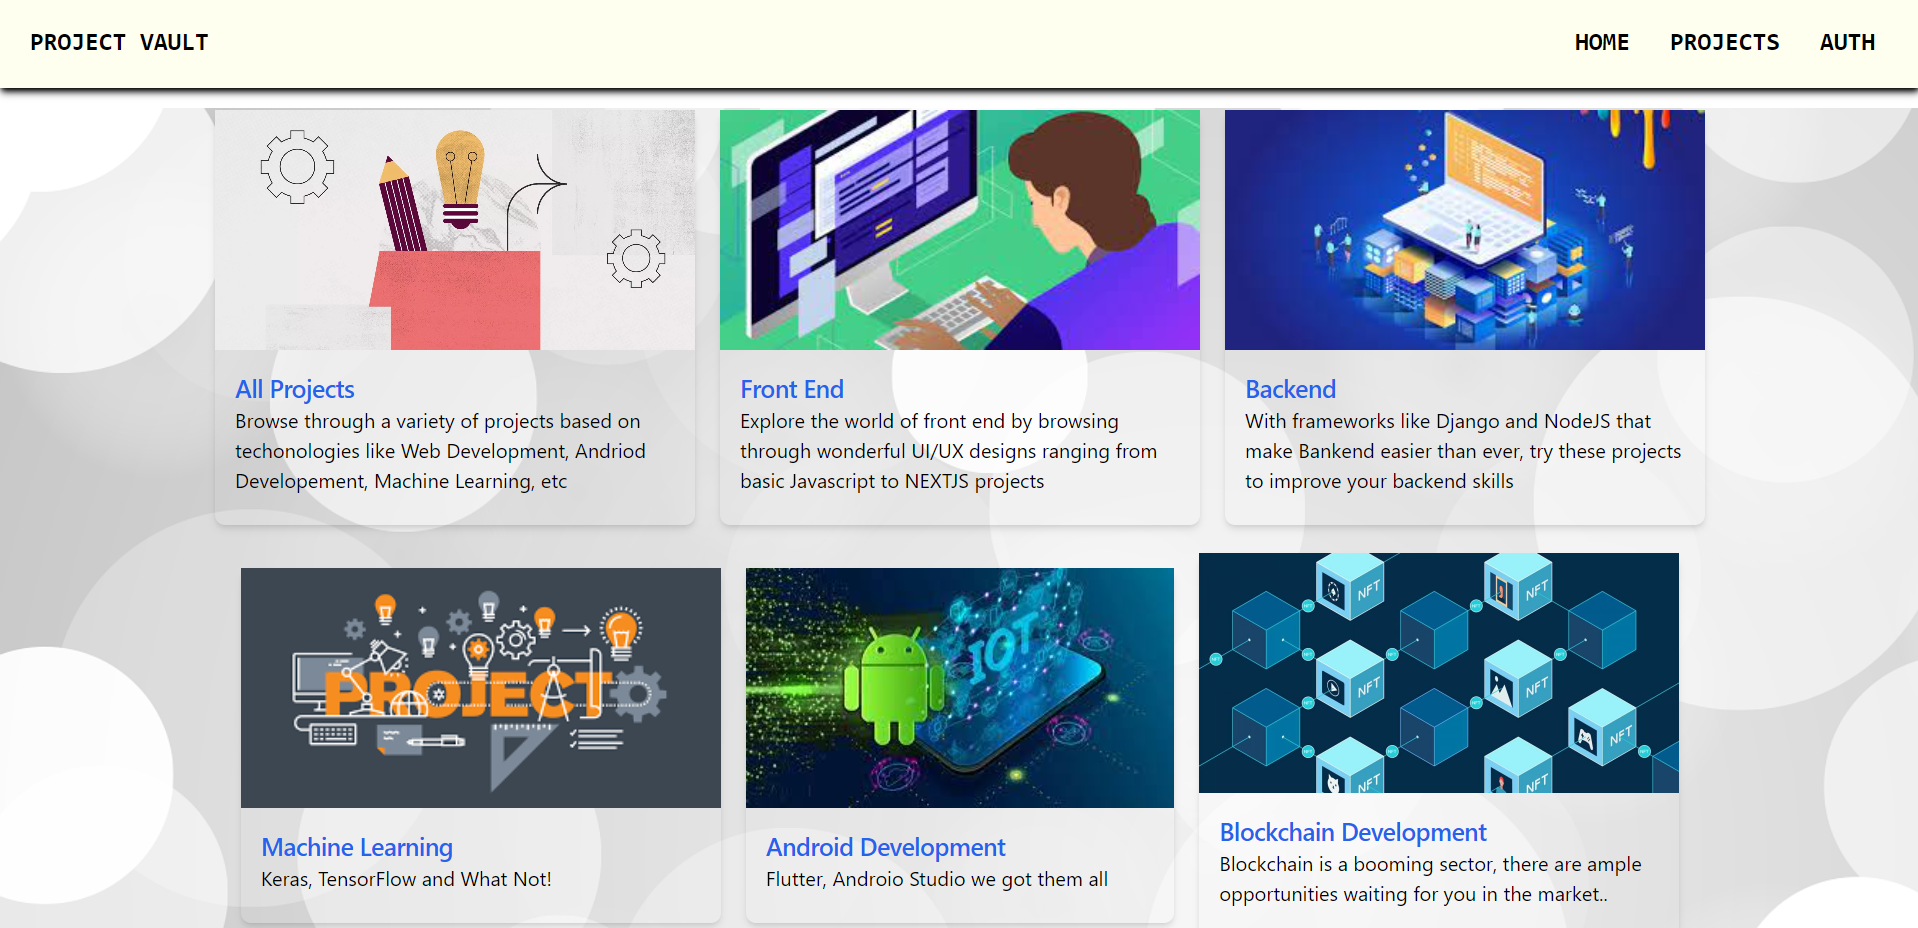 PROJECT VAULT
HOME PROJECTS AUTH
All Projects
Browse through a variety of projects based on
techonologies like Web Development, Andriod
Developement, Machine Learning, etc
Front End
Explore the world of front end by browsing
through wonderful UI/UX designs ranging from
basic Javascript to NEXTJS projects
Backend
With frameworks like Django and NodeJS that
make Bankend easier than ever, try these projects
to improve your backend skills
PROJECT
IOT
NFT
NFT
NFT
NFT
NFT
NFT
NFT
Machine Learning
Keras, TensorFlow and What Not!
Android Development
Flutter, Androio Studio we got them all
Blockchain Development
Blockchain is a booming sector, there are ample
opportunities waiting for you in the market..